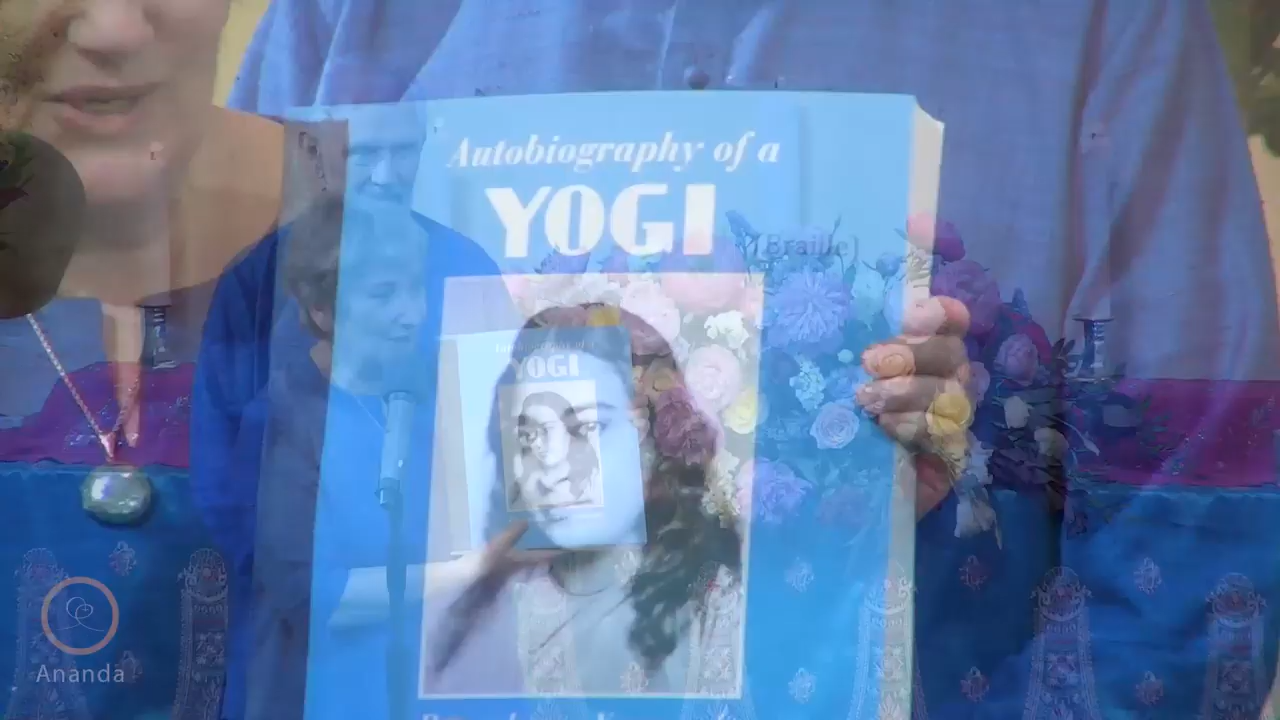 Autobiography of a
YOGI
(Braille)
YOGI
Ananda